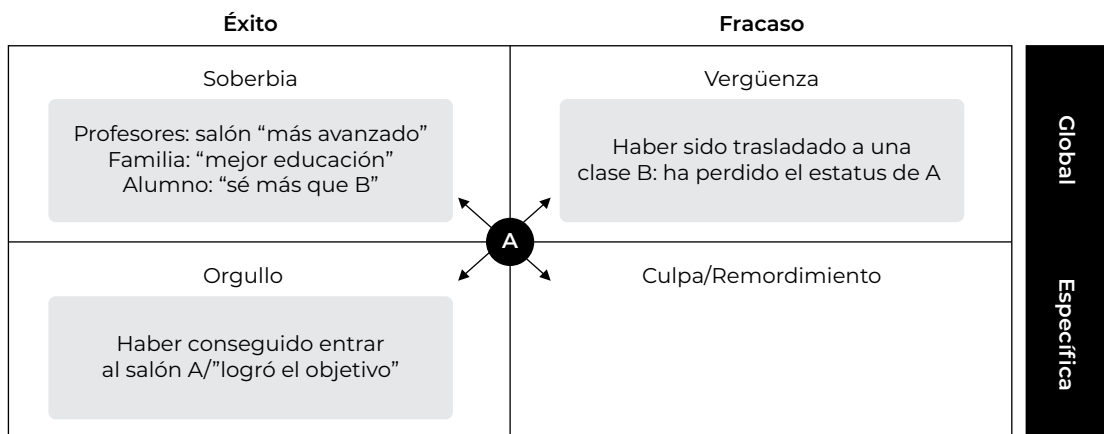 Éxito
Fracaso
Soberbia
Profesores: salón “más avanzado”
Familia: “mejor educación”
Alumno: “sé más que B”
Vergüenza
Haber sido trasladado a una
clase B: ha perdido el estatus de A
Global
A
Orgullo
Haber conseguido entrar
al salón A/”logró el objetivo”
Culpa/Remordimiento
Específica